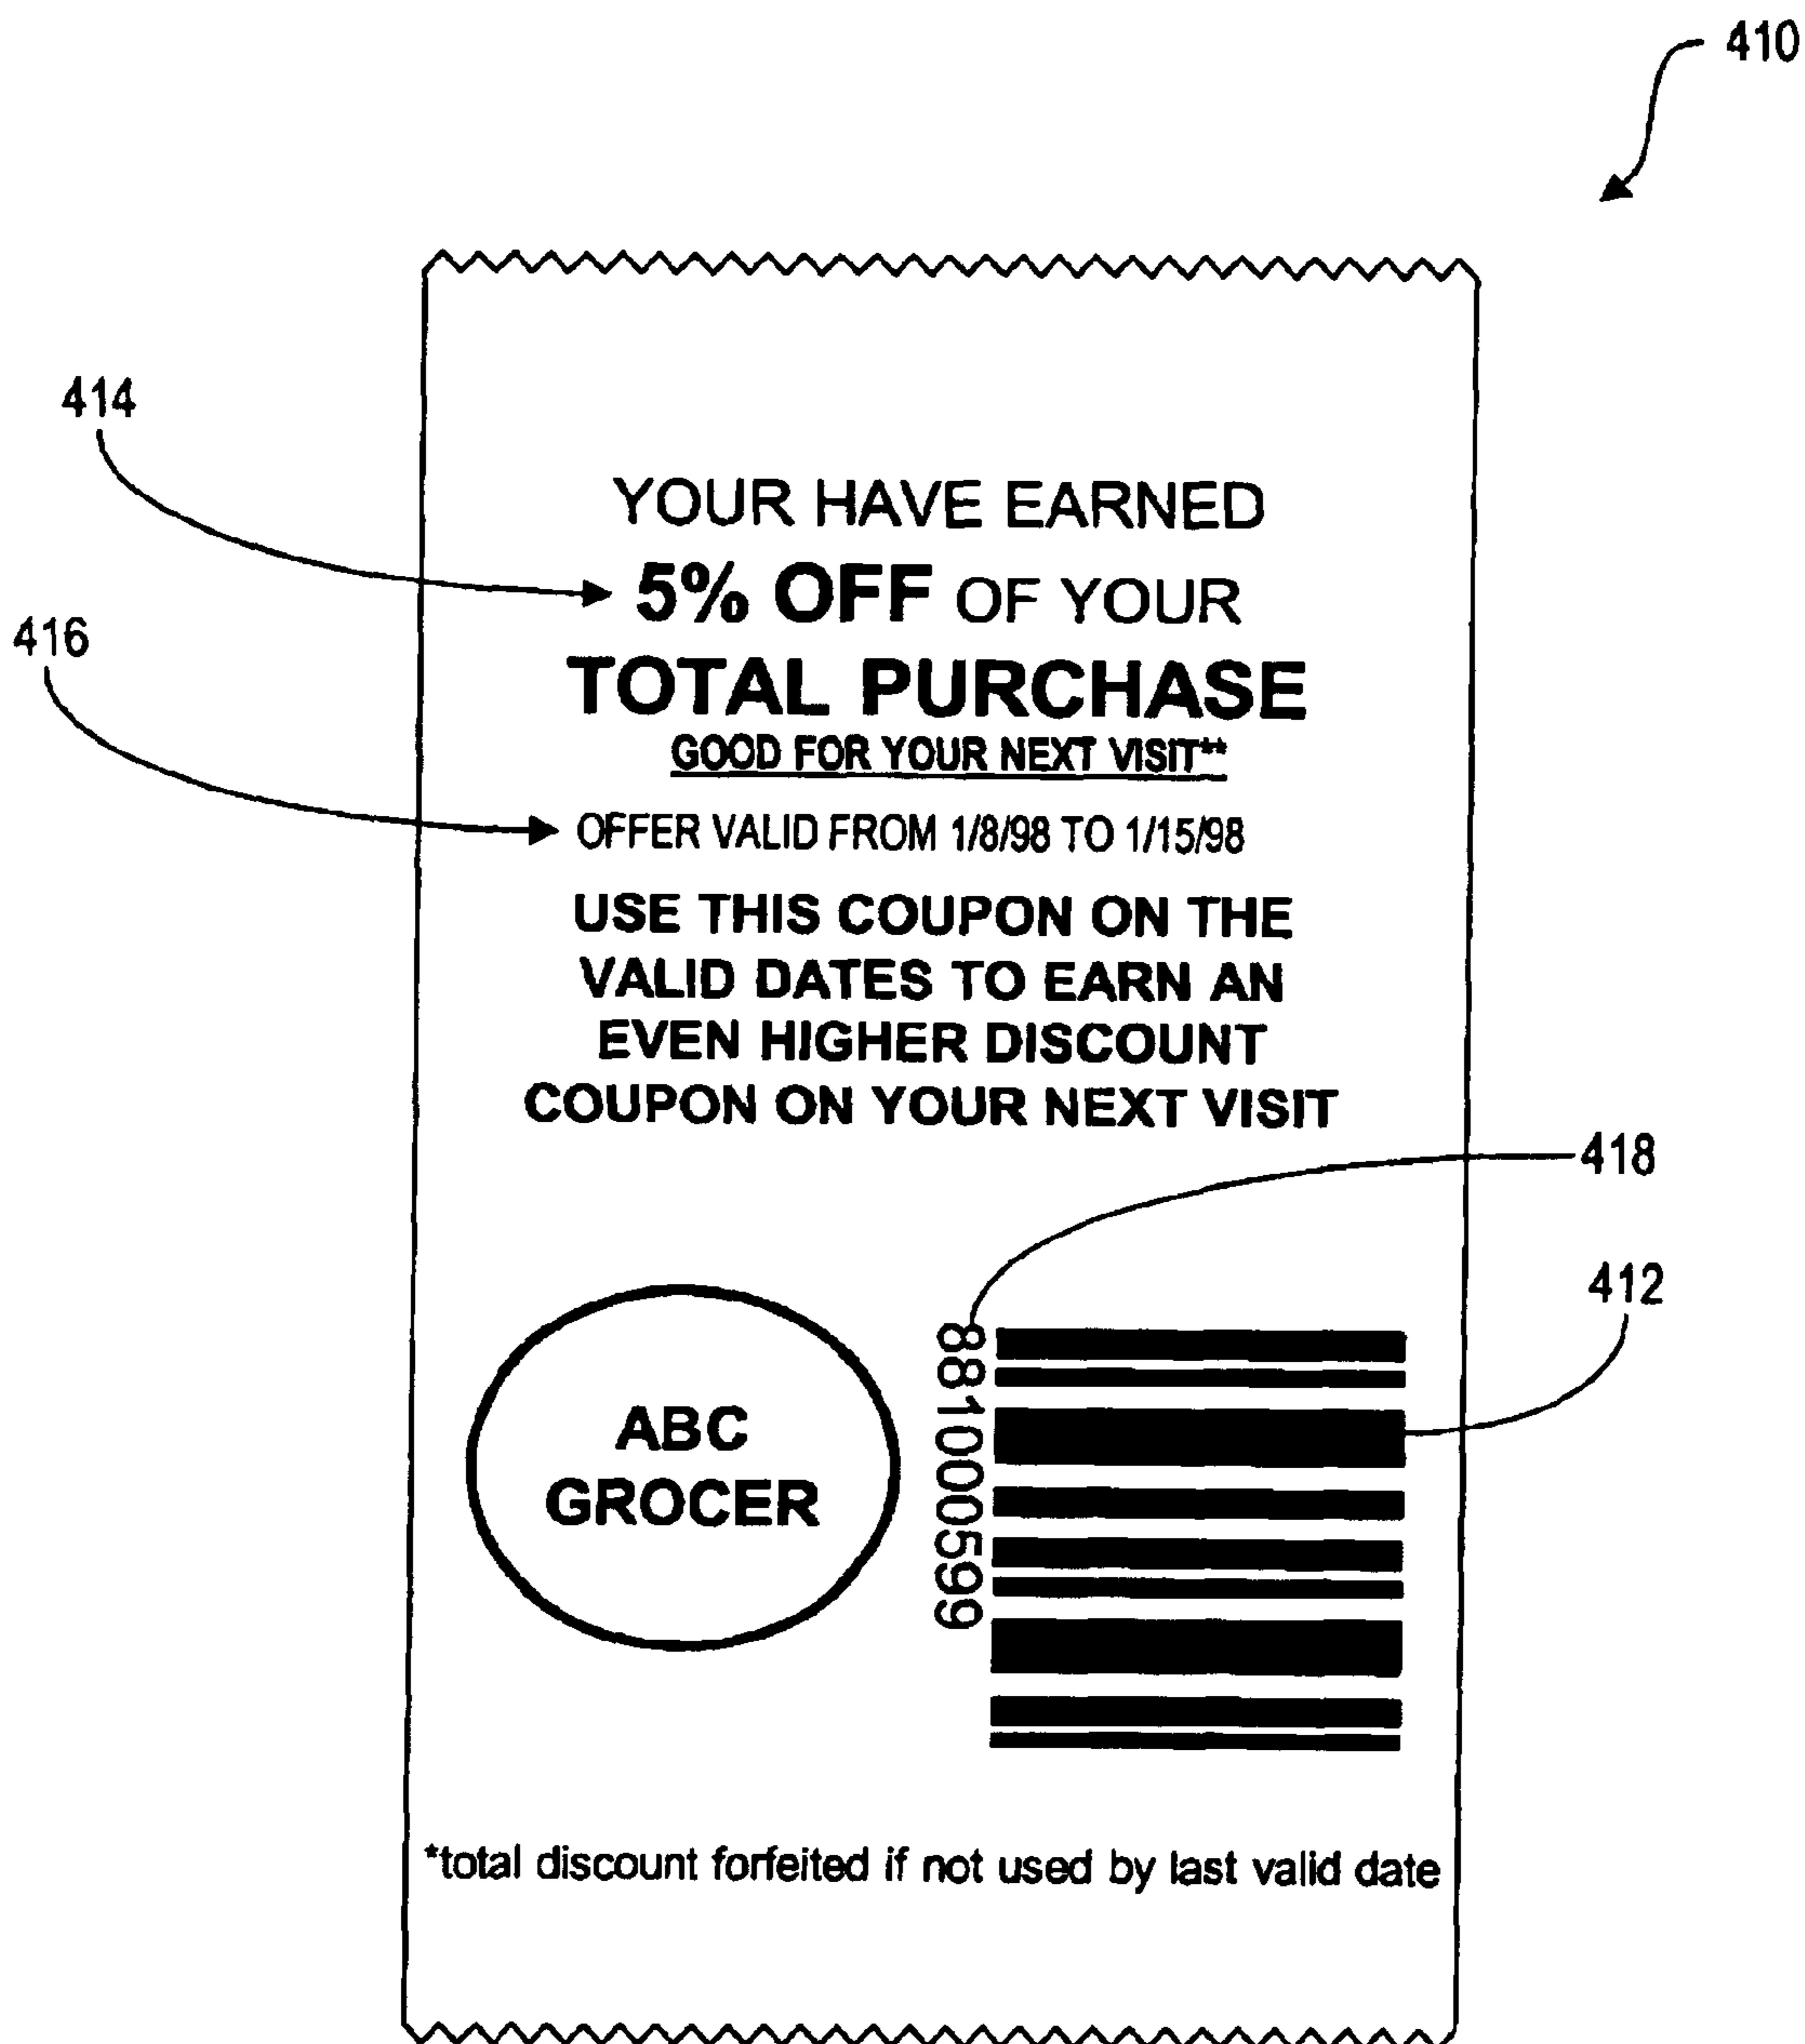 410
414
YOUR HAVE EARNED
5% OFF OF YOUR
416
TOTAL PURCHASE
GOOD FOR YOUR NEXT VISIT**
OFFER VALID FROM 1/8/98 TO 1/15/98
USE THIS COUPON ON THE
VALID DATES TO EARN AN
EVEN HIGHER DISCOUNT
COUPON ON YOUR NEXT VISIT
418
412
ABC
GROCER
881000599
*total discount forfeited if not used by last valid date